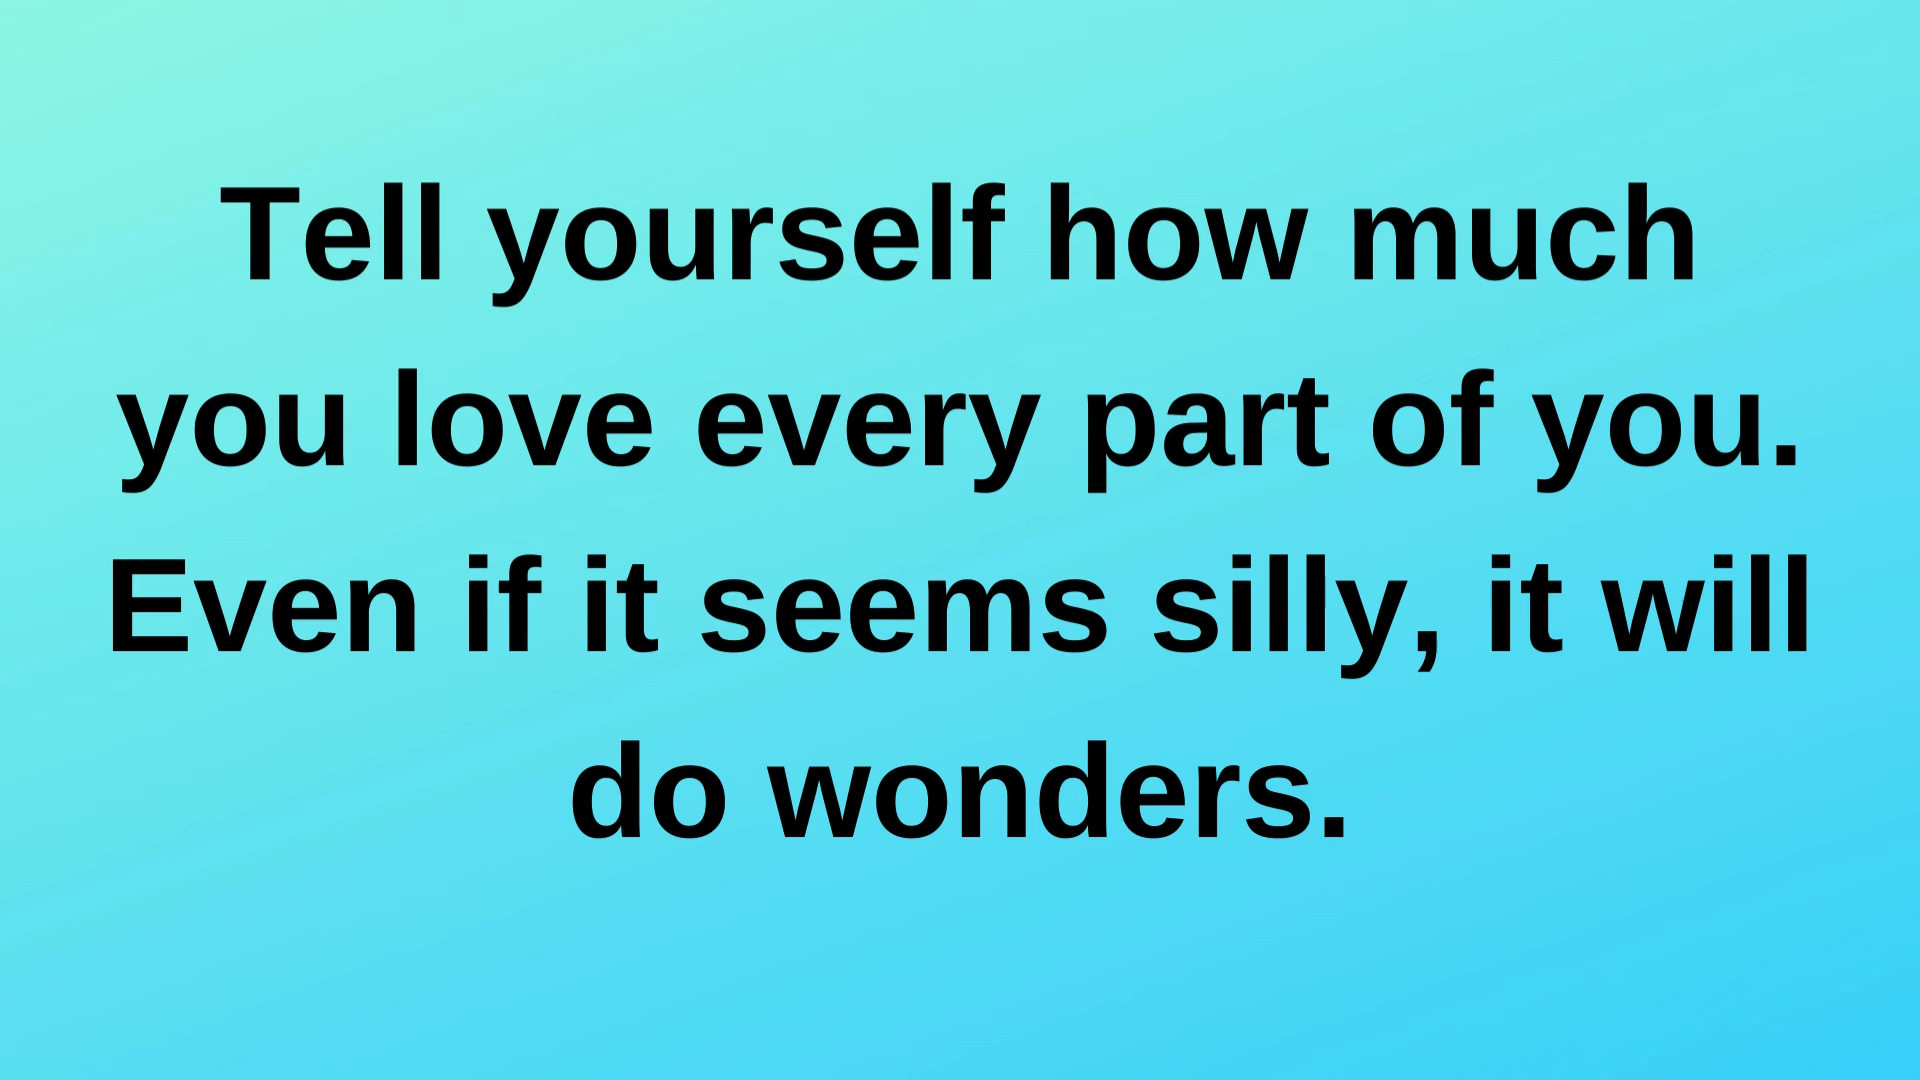 Tell yourself how much
you love every part of you.
Even if it seems silly, it will
do wonders.